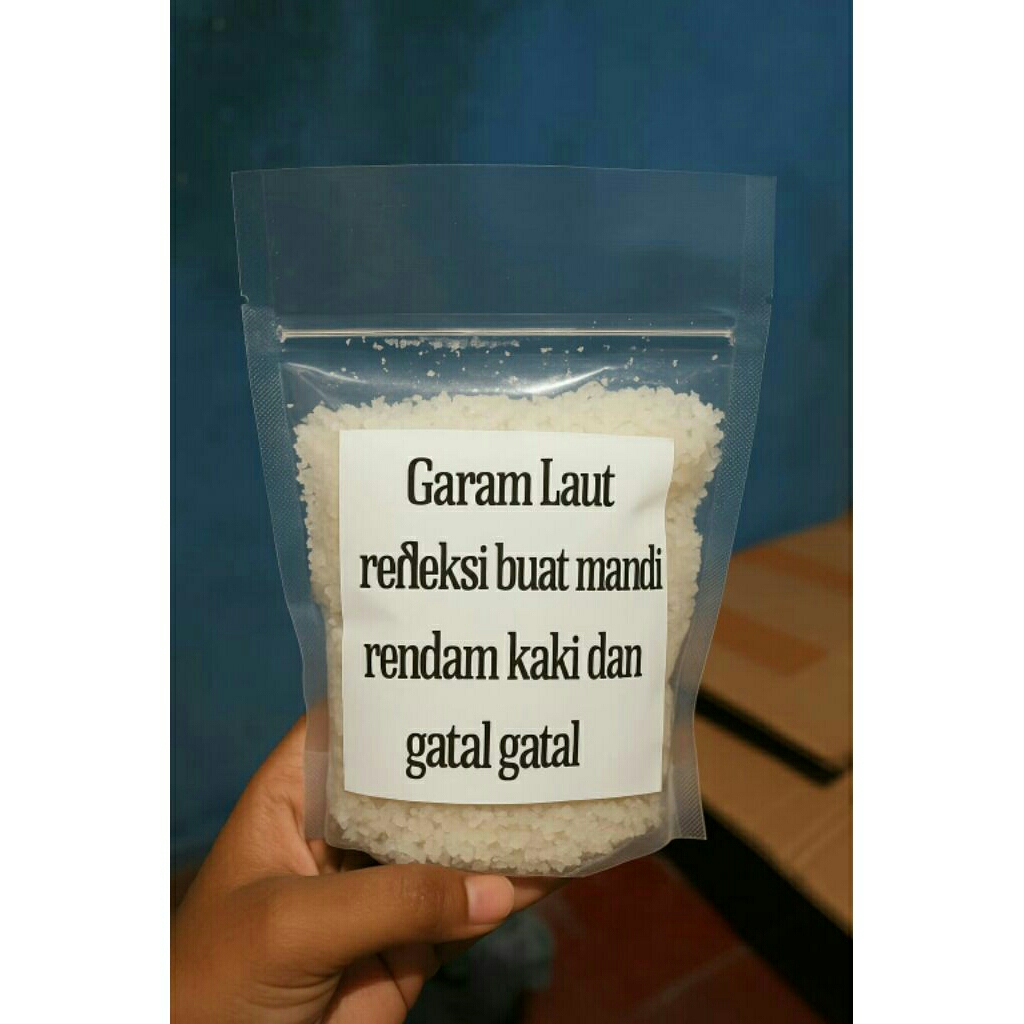 Garam Laut
refleksi buat mandi
rendam kaki dan
gatal gatal